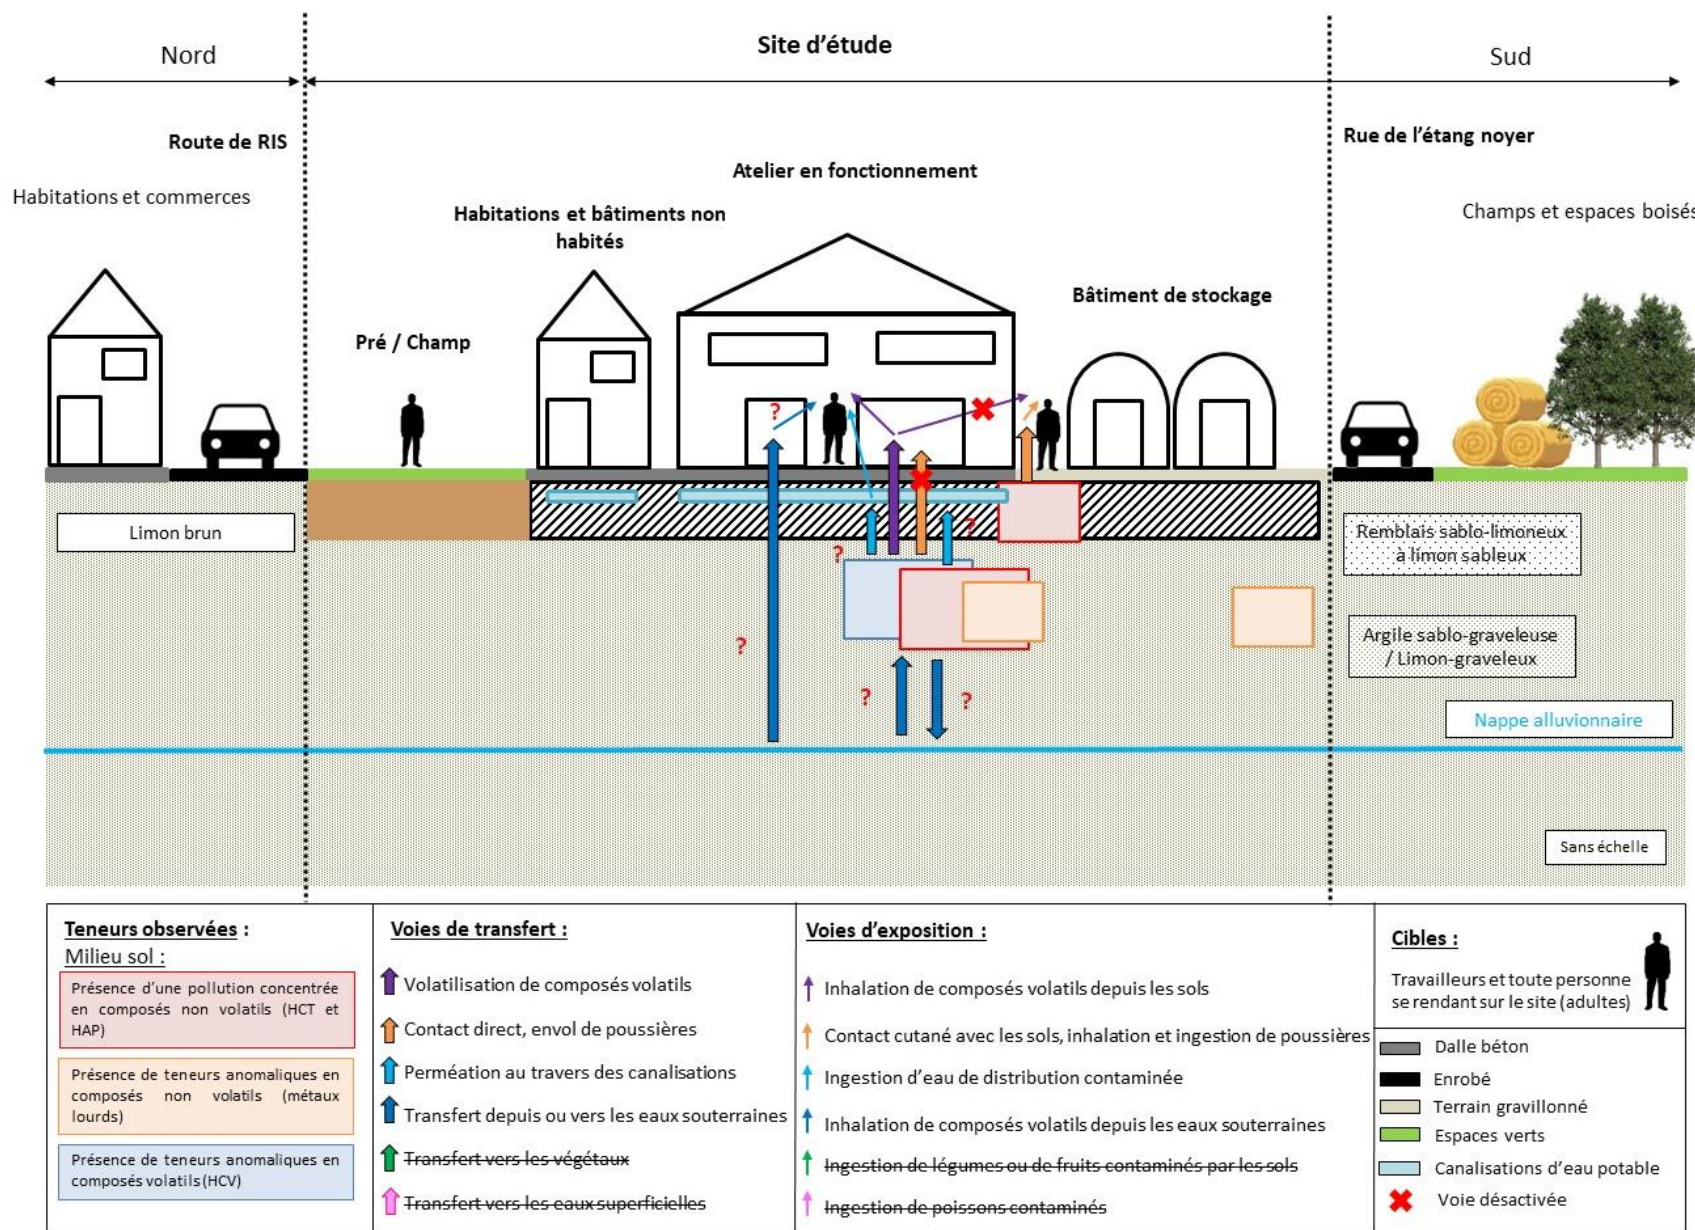 Nord
Site d'étude
Sud
Route de RIS
Rue de l'étang noyer
Habitations et commerces
Atelier en fonctionnement
Habitations et bâtiments non
habités
Champs et espaces boisés
Bâtiment de stockage
Pré / Champ
?
Limon brun
?
?
Remblais sablo-limoneux
à limon sableux
?
Argile sablo-graveleuse
/ Limon-graveleux
?
?
Nappe alluvionnaire
Sans échelle
Teneurs observées :
Milieu sol :
Présence d'une pollution concentrée
en composés non volatils (HCT et
HAP)
Présence de teneurs anomaliques en
composés non volatils (métaux
lourds)
Présence de teneurs anomaliques en
composés volatils (HCV)
Voies de transfert :
Volatilisation de composés volatils
Contact direct, envol de poussières
Perméation au travers des canalisations
Transfert depuis ou vers les eaux souterraines
Transfert vers les végétaux
Transfert vers les eaux superficielles
Voies d'exposition :
Inhalation de composés volatils depuis les sols
Contact cutané avec les sols, inhalation et ingestion de poussières
Ingestion d'eau de distribution contaminée
Inhalation de composés volatils depuis les eaux souterraines
Ingestion de légumes ou de fruits contaminés par les sols
Ingestion de poissons contaminés
Cibles :
Travailleurs et toute personne
se rendant sur le site (adultes)
Dalle béton
Enrobé
Terrain gravillonné
Espaces verts
Canalisations d'eau potable
Voie désactivée